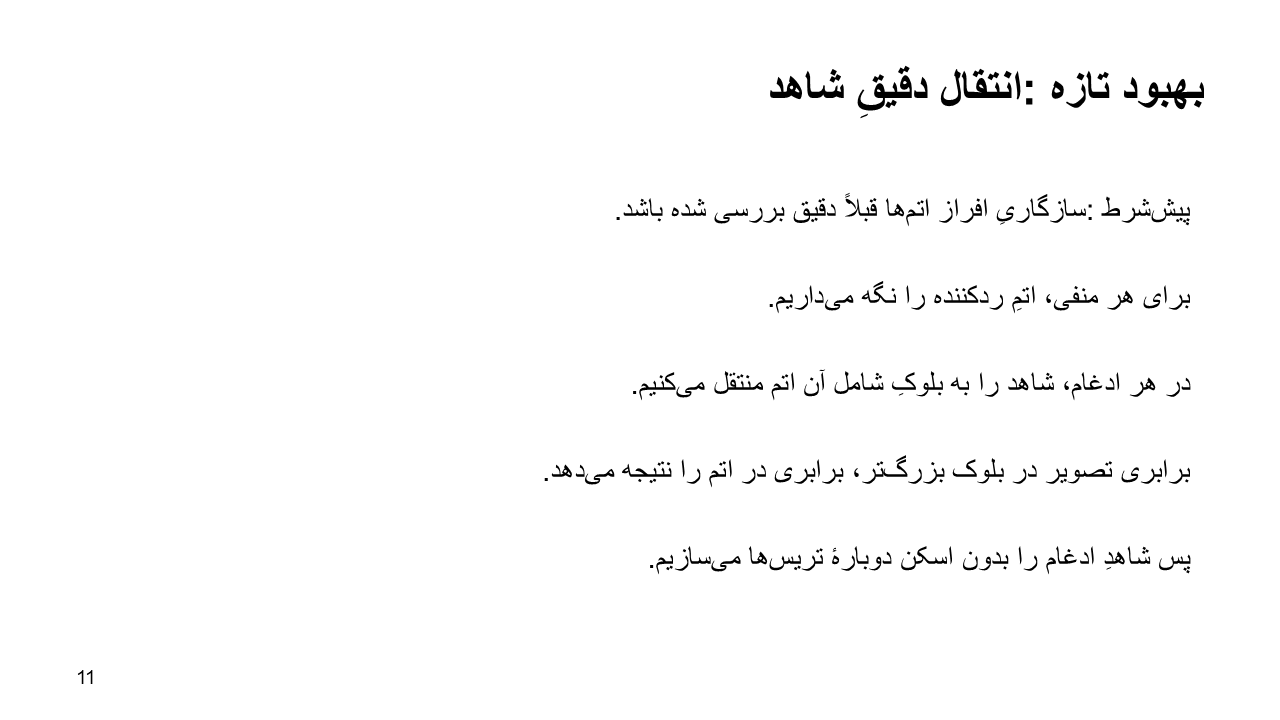 بهبود تازه :انتقال دقیقِ شاهد
پیش‌شرط :سازگاریِ افراز اتم‌ها قبلاً دقیق بررسی شده باشد.
برای هر منفی، اتمِ ردکننده را نگه می‌داریم.
در هر ادغام، شاهد را به بلوکِ شامل آن اتم منتقل می‌کنیم.
برابری تصویر در بلوک بزرگ‌تر، برابری در اتم را نتیجه می‌دهد.
پس شاهدِ ادغام را بدون اسکن دوبارهٔ تریس‌ها می‌سازیم.
11